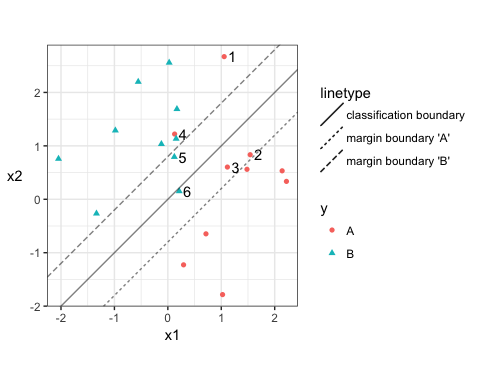 1
2
4
linetype
classification boundary
1
margin boundary 'A'
2
5
3
margin boundary 'B'
x2
0
6
y
A
-1
B
-2
-2
-1
0
1
2
x1